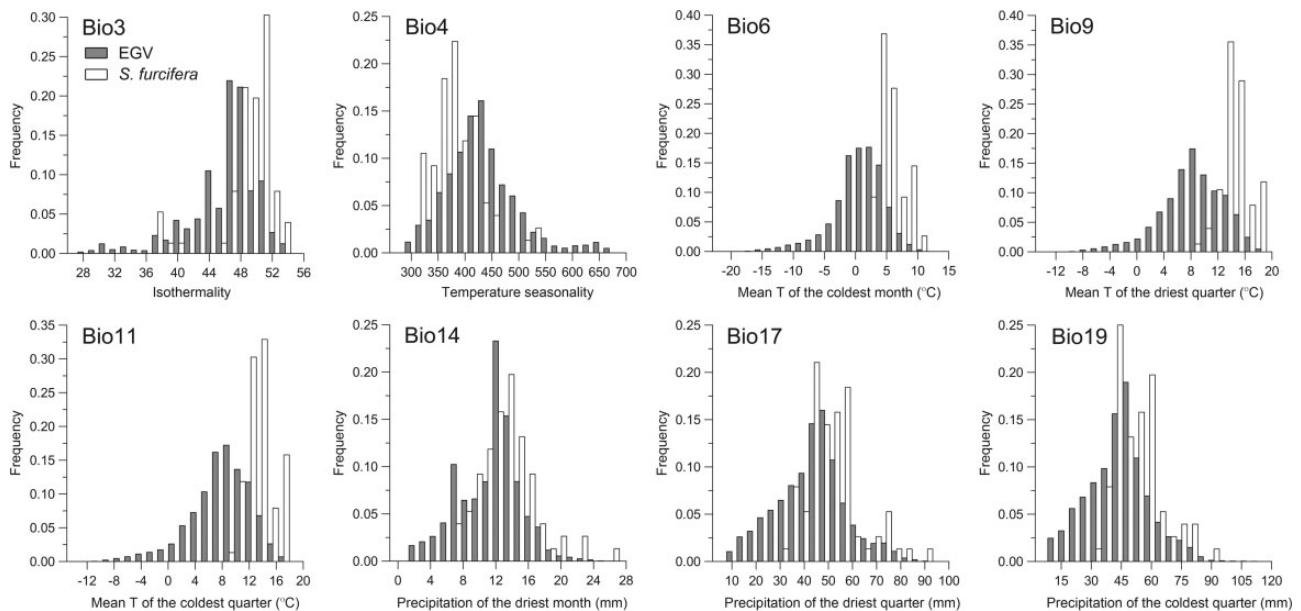 Bio3
EGV
S. furcifera
Frequency
0.30
0.25
0.20
0.15
0.10
0.05
0.00
28 32 36 40 44 48 52 56
Isothermality
Bio4
Frequency
0.25
0.20
0.15
0.10
0.05
0.00
300 350 400 450 500 550 600 650 700
Temperature seasonality
Bio6
Frequency
0.40
0.35
0.30
0.25
0.20
0.15
0.10
0.05
0.00
-20 -15 -10 -5 0 5 10 15
Mean T of the coldest month (°C)
Bio9
Frequency
0.40
0.35
0.30
0.25
0.20
0.15
0.10
0.05
0.00
-12 -8 -4 0 4 8 12 16 20
Mean T of the driest quarter (°C)
Bio11
Frequency
0.35
0.30
0.25
0.20
0.15
0.10
0.05
0.00
-12 -8 -4 0 4 8 12 16 20
Mean T of the coldest quarter (°C)
Bio14
Frequency
0.25
0.20
0.15
0.10
0.05
0.00
0 4 8 12 16 20 24 28
Precipitation of the driest month (mm)
Bio17
Frequency
0.25
0.20
0.15
0.10
0.05
0.00
10 20 30 40 50 60 70 80 90 100
Precipitation of the driest quarter (mm)
Bio19
Frequency
0.25
0.20
0.15
0.10
0.05
0.00
15 30 45 60 75 90 105 120
Precipitation of the coldest quarter (mm)